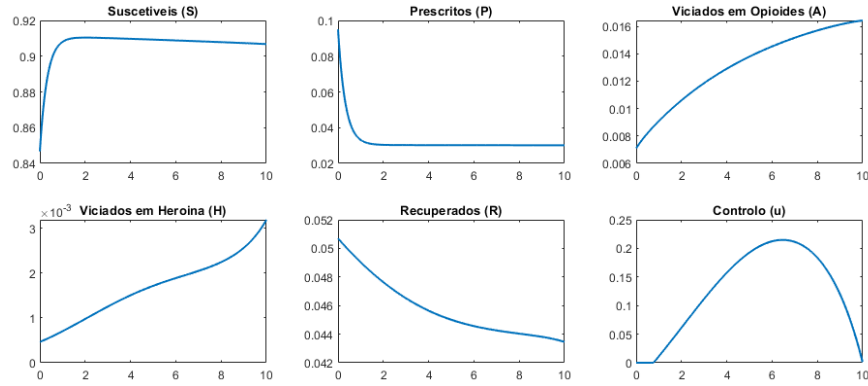 Suscetiveis (S)
0.92
0.9
0.88
0.86
0.84
0 2 4 6 8 10
Prescritos (P)
0.1
0.08
0.06
0.04
0.02
0 2 4 6 8 10
Viciados em Opioides (A)
0.016
0.014
0.012
0.01
0.008
0.006
0 2 4 6 8 10
×10⁻³ Viciados em Heroina (H)
3
2
1
0
0 2 4 6 8 10
Recuperados (R)
0.052
0.05
0.048
0.046
0.044
0.042
0 2 4 6 8 10
Controlo (u)
0.25
0.2
0.15
0.1
0.05
0
0 2 4 6 8 10